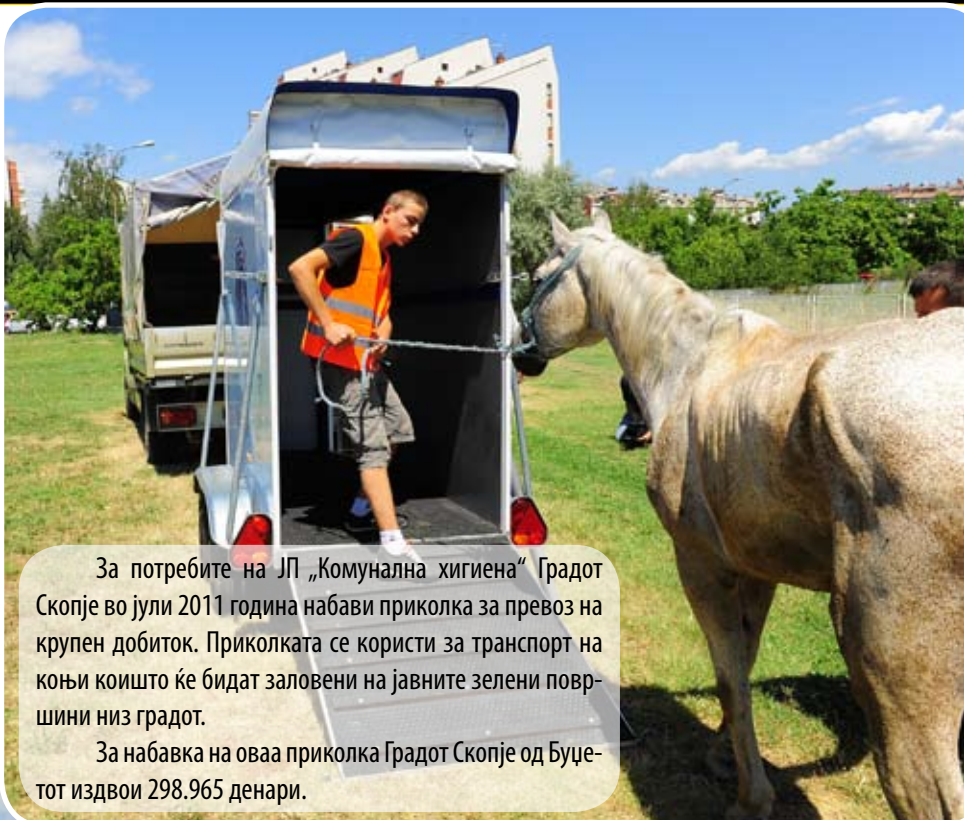 За потребите на ЈП „Комунална хигиена“ Градот
Скопје во јули 2011 година набави приколка за превоз на
крупен добиток. Приколката се користи за транспорт на
коњи коишто ќе бидат заловени на јавните зелени повр-
шини низ градот.
За набавка на оваа приколка Градот Скопје од Буџе-
тот издвои 298.965 денари.